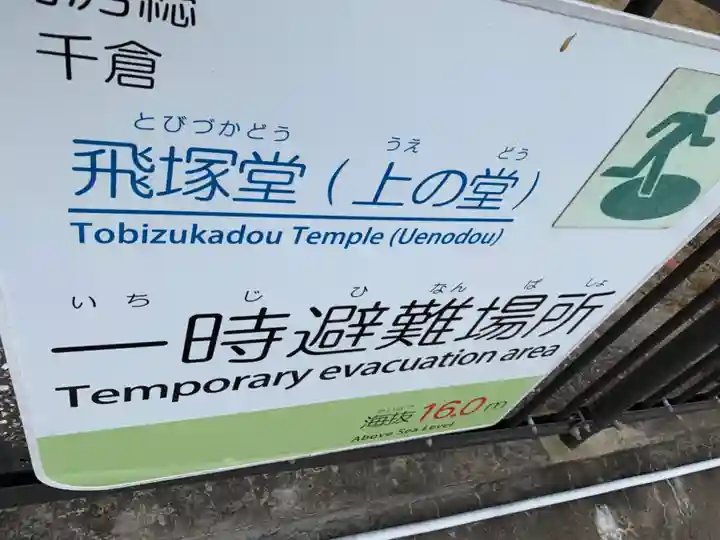 千倉
とびづかどう うえ どう
飛塚堂（上の堂）
Tobizukadou Temple (Uenodou)
いち じ ひ なん ば しょ
一時避難場所
Temporary evacuation area
海抜 16.0m
Above Sea Level